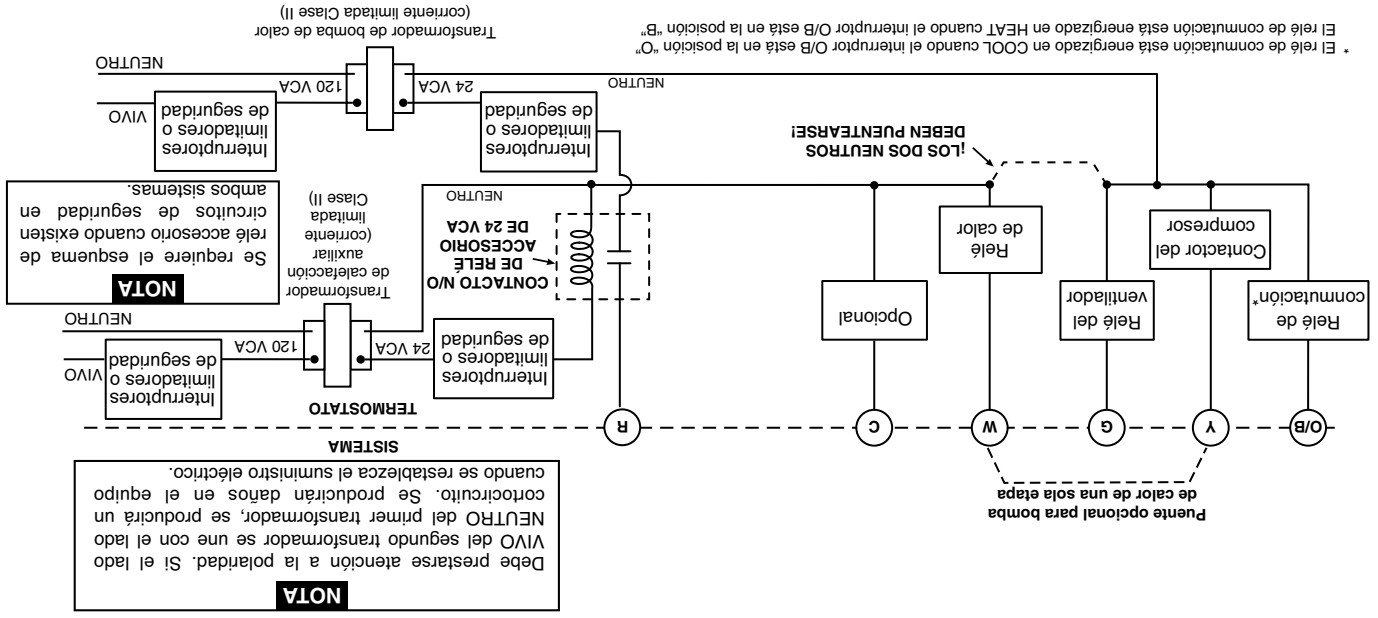 NOTA
Debe prestarse atención a la polaridad. Si el lado
VIVO del segundo transformador se une con el lado
NEUTRO del primer transformador, se producirá un
cortocircuito. Se producirán daños en el equipo
cuando se restablezca el suministro eléctrico.
Puente opcional para bomba
de calor de una sola etapa
SISTEMA
O/B
Y
G
W
C
R
TERMOSTATO
Relé de
conmutación*
Contactor del
compresor
Relé del
ventilador
Relé
de calor
Opcional
Interruptores
limitadores o
de seguridad
24 VCA
120 VCA
Interruptores
limitadores o
de seguridad
VIVO
NEUTRO
Transformador
de calefacción
auxiliar
(corriente
limitada
Clase II)
CONTACTO N/O
DE RELÉ
ACCESORIO
DE 24 VCA
NEUTRO
NOTA
Se requiere el esquema de
relé accesorio cuando existen
circuitos de seguridad en
ambos sistemas.
¡LOS DOS NEUTROS
DEBEN PUENTEARSE!
Interruptores
limitadores o
de seguridad
24 VCA
120 VCA
Interruptores
limitadores o
de seguridad
VIVO
NEUTRO
NEUTRO
Transformador de bomba de calor
(corriente limitada Clase II)
* El relé de conmutación está energizado en COOL cuando el interruptor O/B está en la posición “O”
El relé de conmutación está energizado en HEAT cuando el interruptor O/B está en la posición “B”